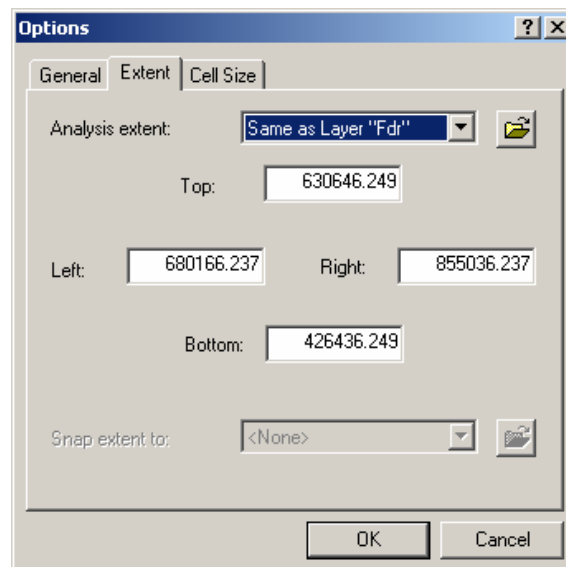 Options
General Extent Cell Size
Analysis extent: Same as Layer "Fdr"
Top: 630646.249
Left: 680166.237 Right: 855036.237
Bottom: 426436.249
Snap extent to: <None>
OK Cancel